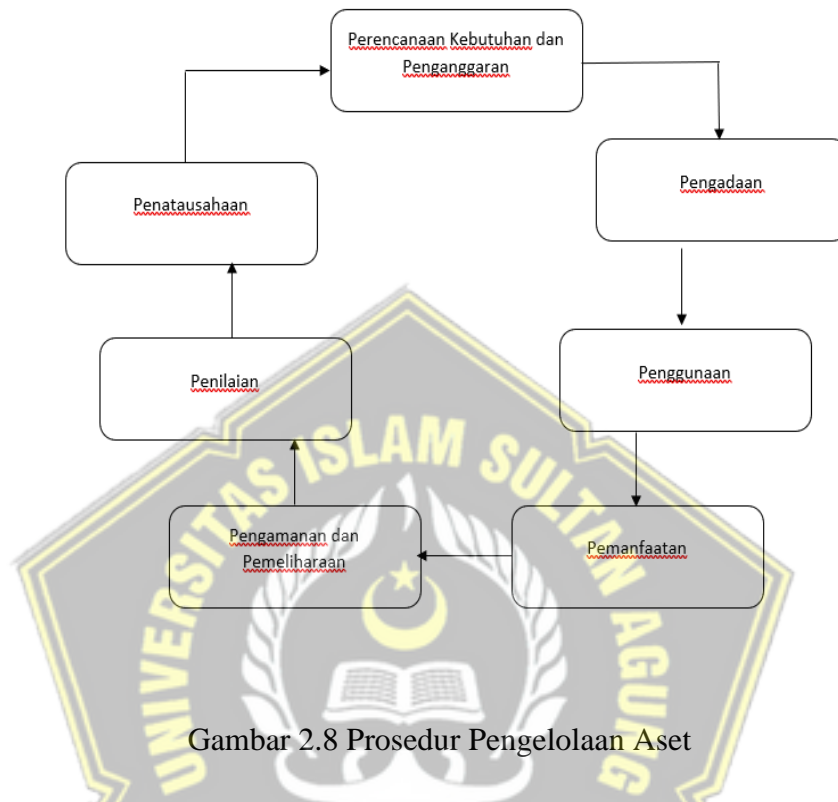 Perencanaan Kebutuhan dan
Penganggaran
Pengadaan
Penatausahaan
Penggunaan
Penilaian
Pemanfaatan
Pengamanan dan
Pemeliharaan
UNIVERSITAS ISLAM SULTAN AGUNG
Gambar 2.8 Prosedur Pengelolaan Aset